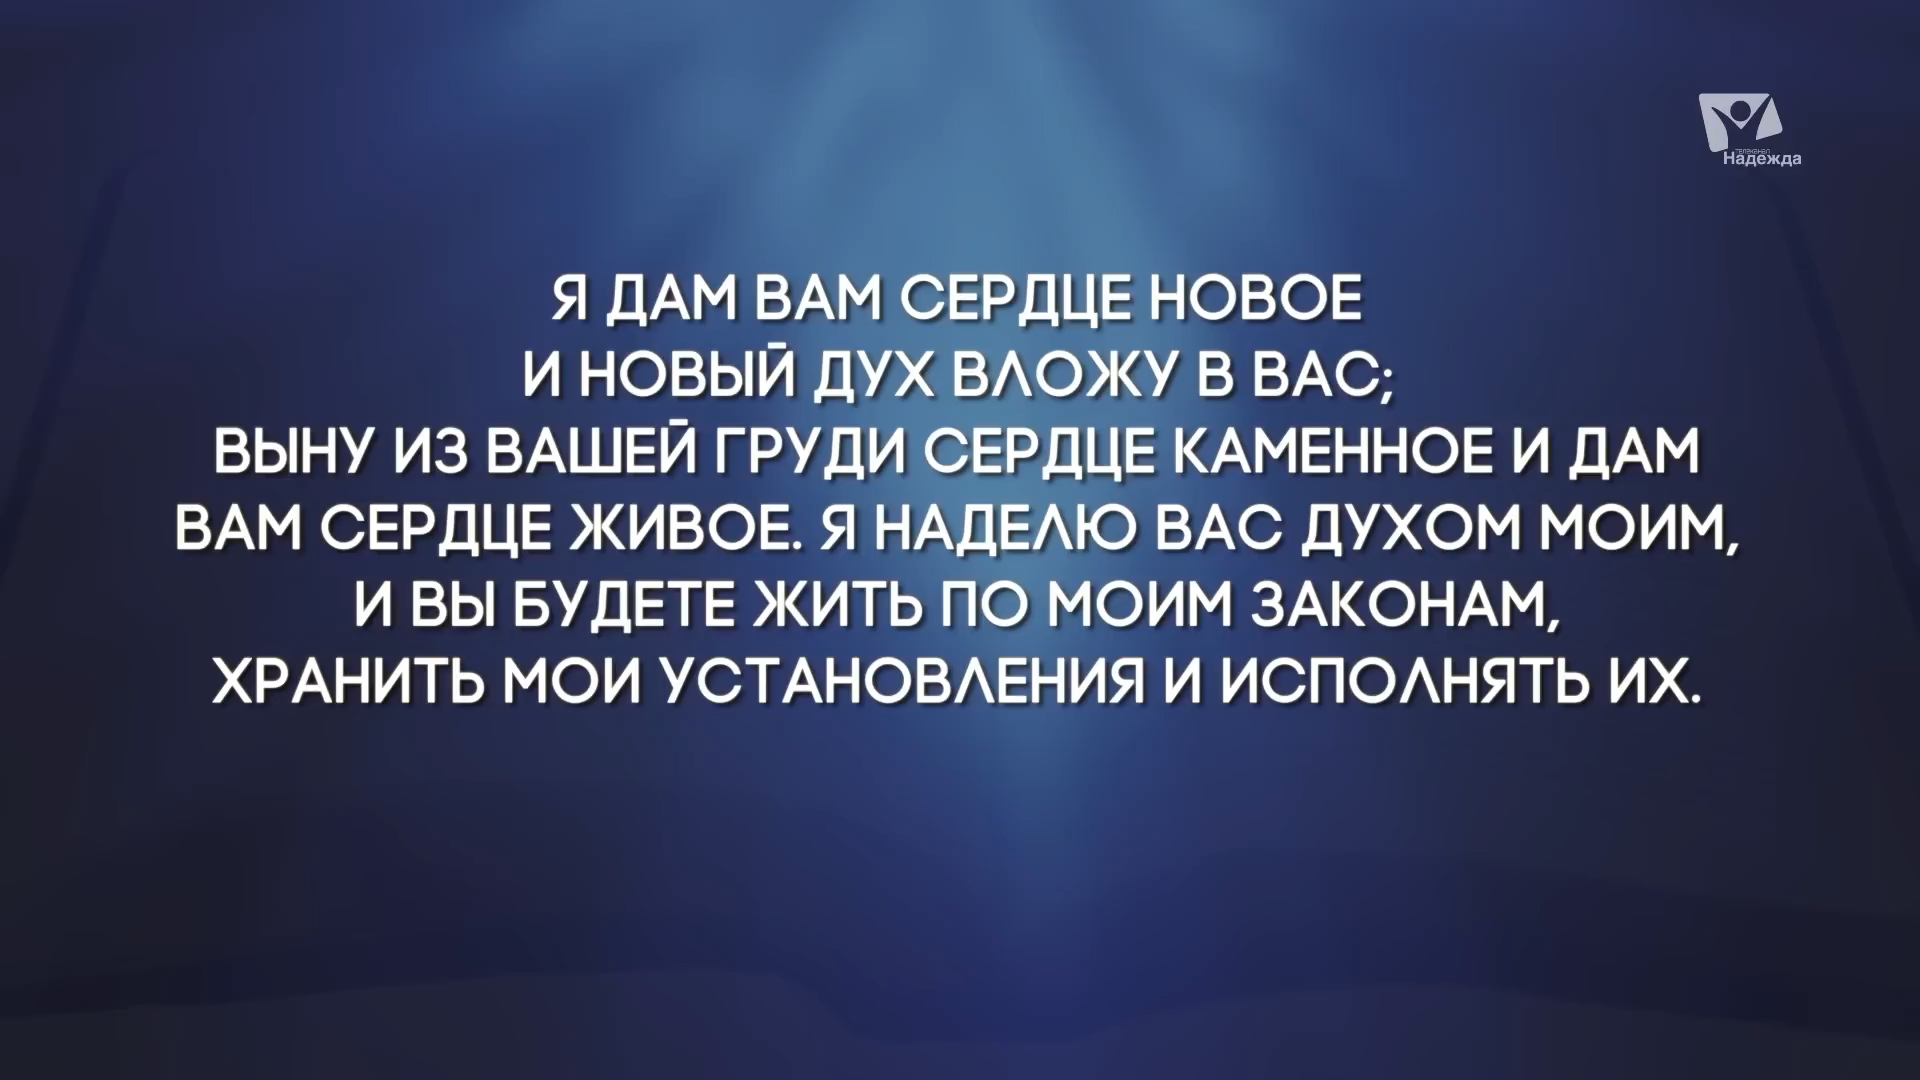 телеканал
Надежда
Я ДАМ ВАМ СЕРДЦЕ НОВОЕ
И НОВЫЙ ДУХ ВЛОЖУ В ВАС;
ВЫНУ ИЗ ВАШЕЙ ГРУДИ СЕРДЦЕ КАМЕННОЕ И ДАМ
ВАМ СЕРДЦЕ ЖИВОЕ. Я НАДЕЛЮ ВАС ДУХОМ МОИМ,
И ВЫ БУДЕТЕ ЖИТЬ ПО МОИМ ЗАКОНАМ,
ХРАНИТЬ МОИ УСТАНОВЛЕНИЯ И ИСПОЛНЯТЬ ИХ.